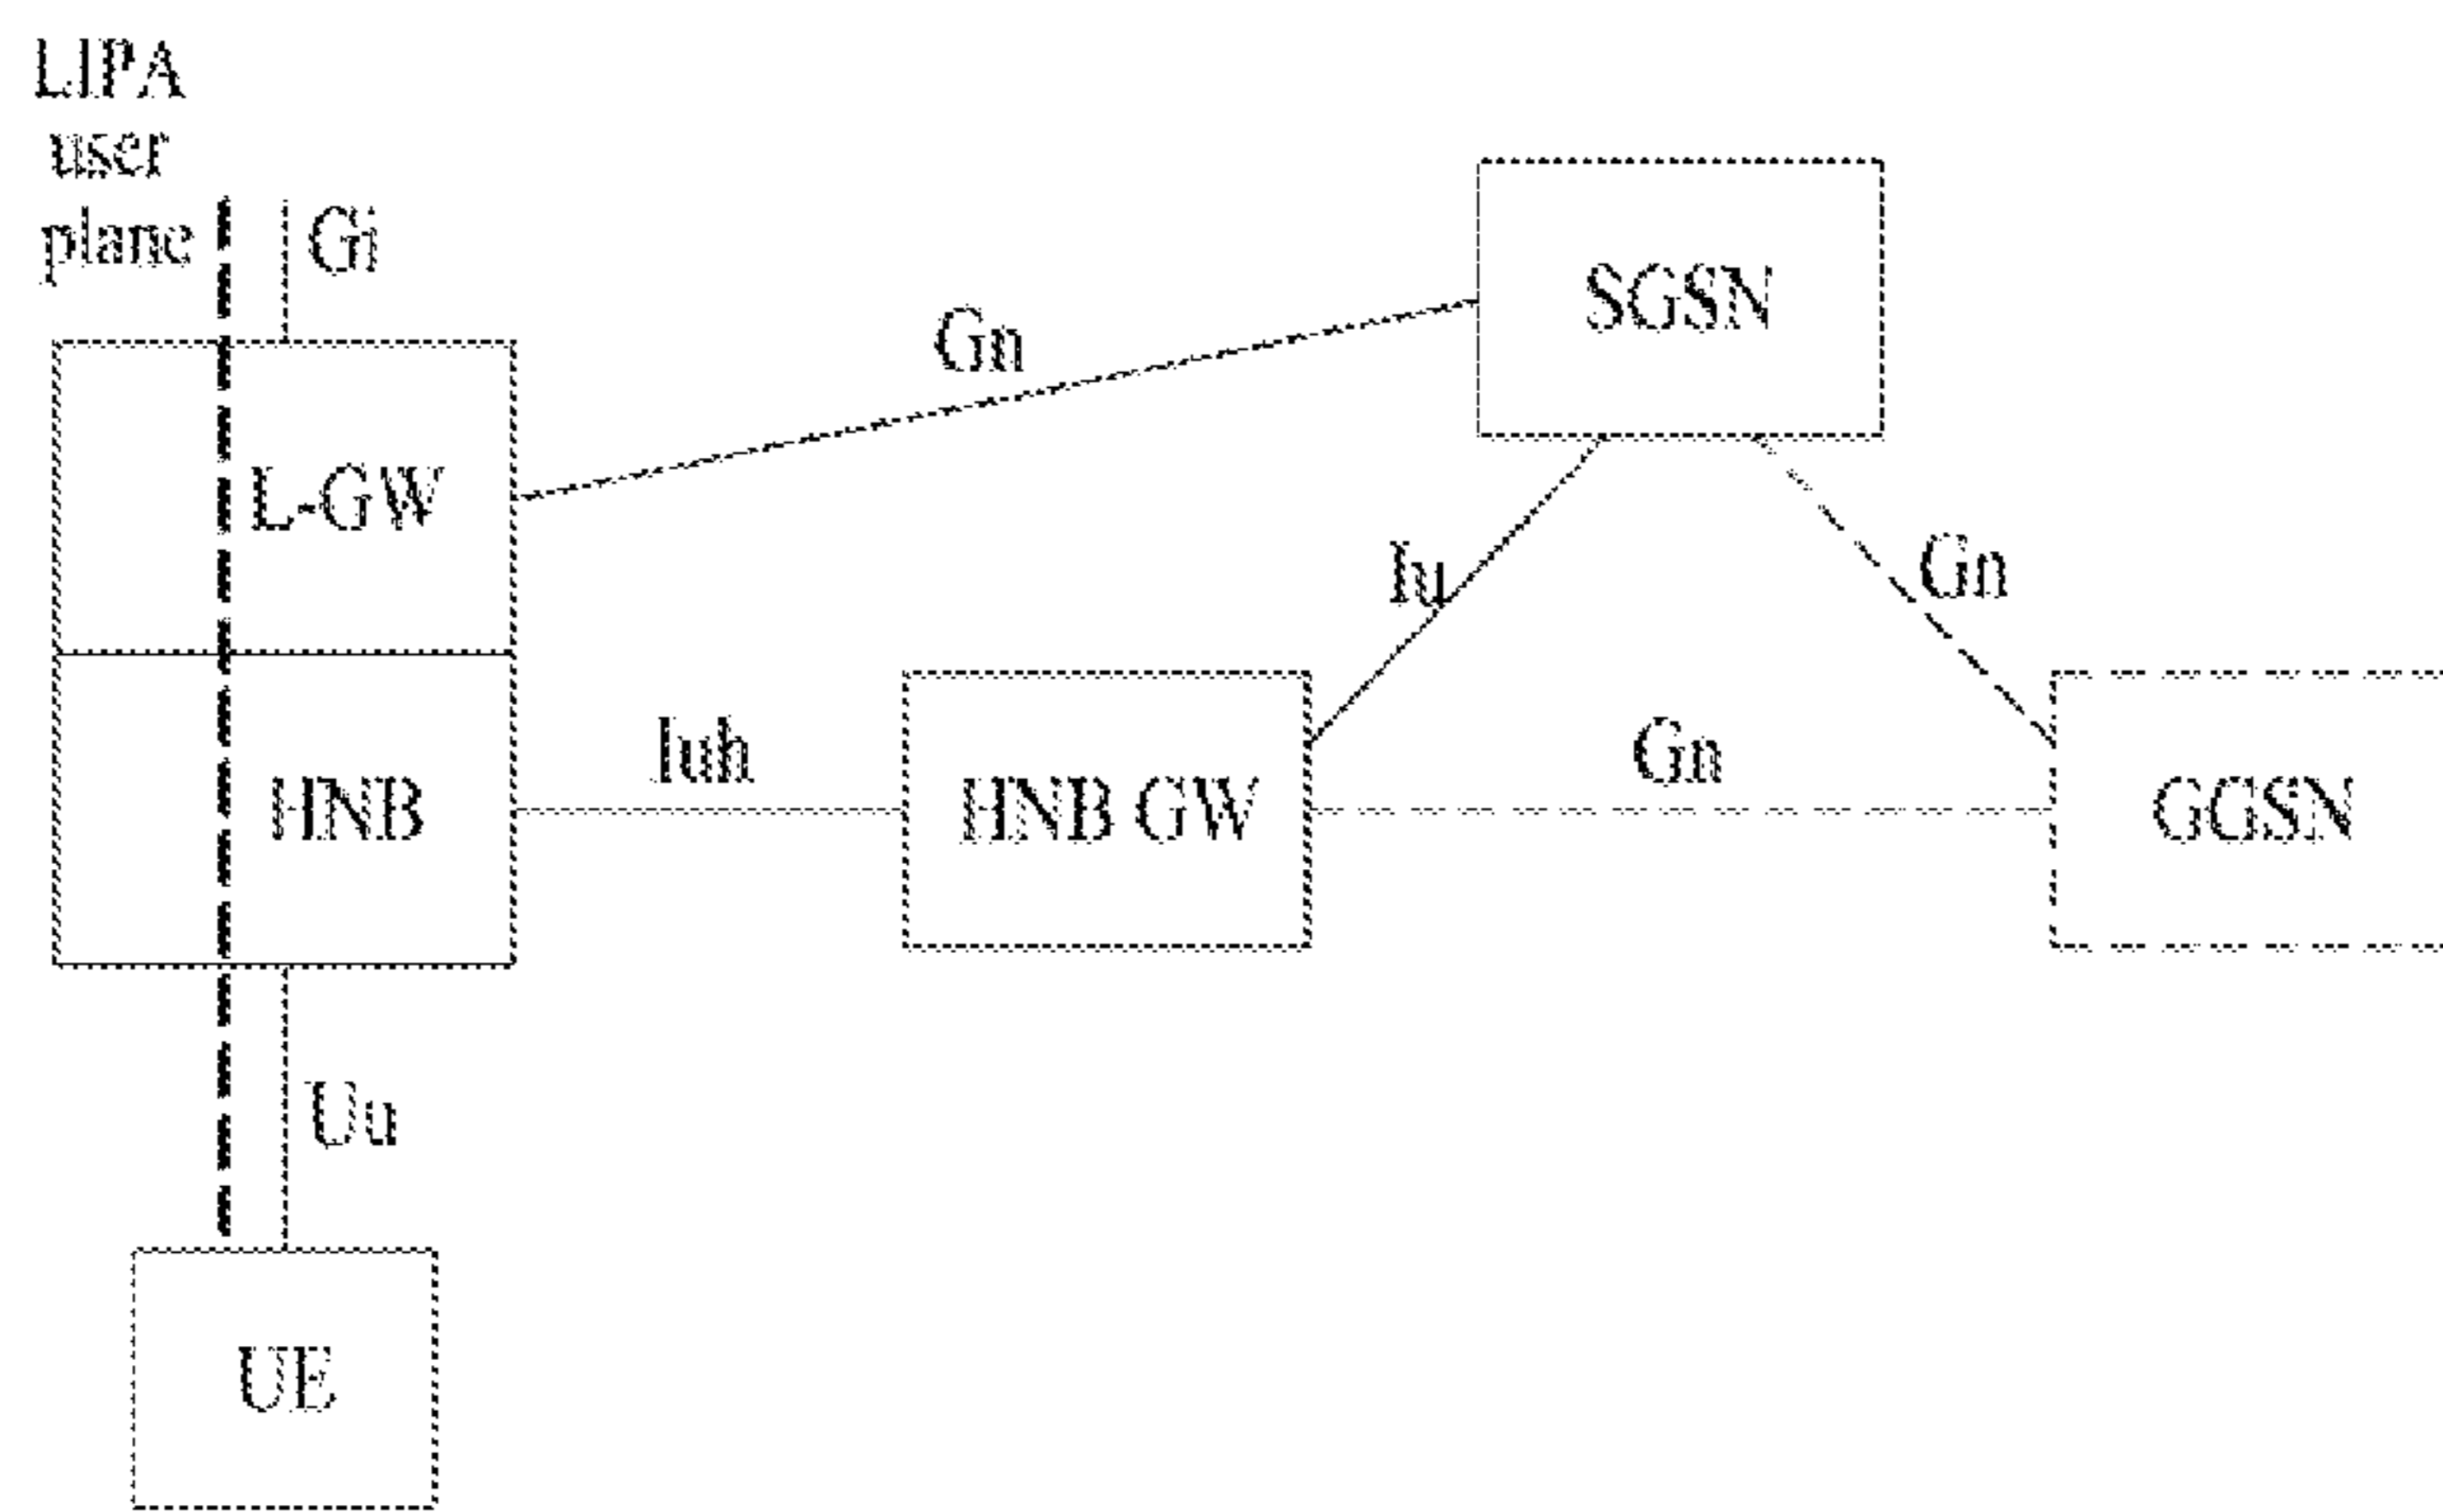 LIPA
user
plane
Gi
SGSN
Gn
L-GW
Iu
Gn
Iuh
Gn
HNB
HNB GW
GGSN
Uu
UE